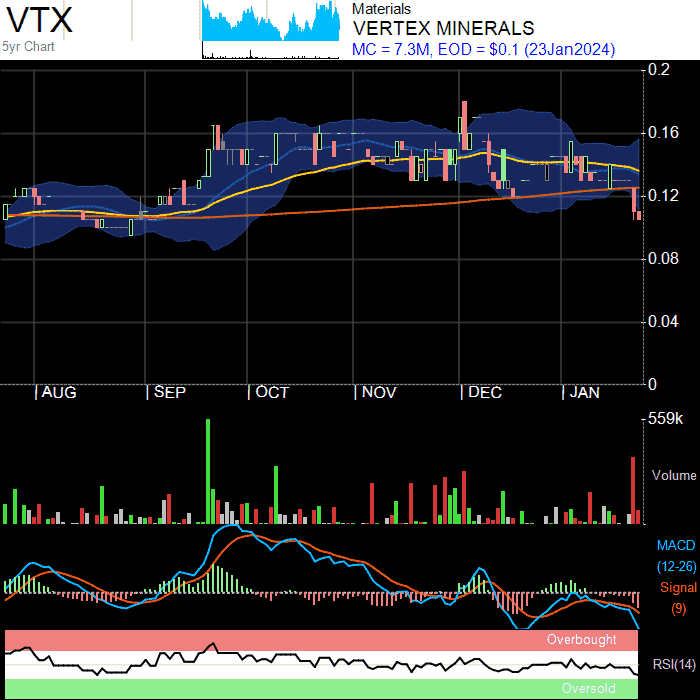 VTX
5yr Chart
Materials
VERTEX MINERALS
MC = 7.3M, EOD = $0.1 (23Jan2024)
0.2
0.16
0.12
0.08
0.04
0
AUG SEP OCT NOV DEC JAN
559k
Volume
MACD
(12-26)
Signal
(9)
Overbought
RSI(14)
Oversold